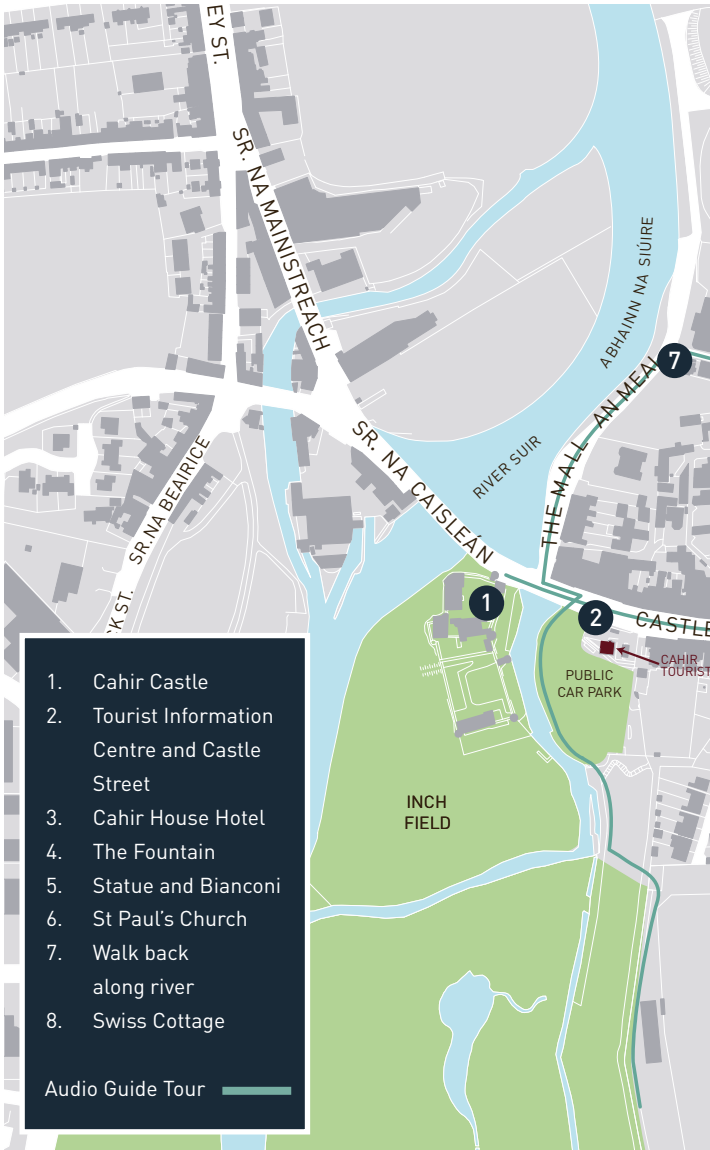 EY ST.
SR. NA MAINISTREACH
ABHAINN NA SIÚIRE
7
AN MEAL
THE MALL
SR. NA CAISLEÁN
RIVER SUIR
SR. NA BEAIRICE
CK ST.
1
2
CASTLE
CAHIR
TOURIST
PUBLIC
CAR PARK
INCH
FIELD
1. Cahir Castle
2. Tourist Information
Centre and Castle
Street
3. Cahir House Hotel
4. The Fountain
5. Statue and Bianconi
6. St Paul's Church
7. Walk back
along river
8. Swiss Cottage
Audio Guide Tour